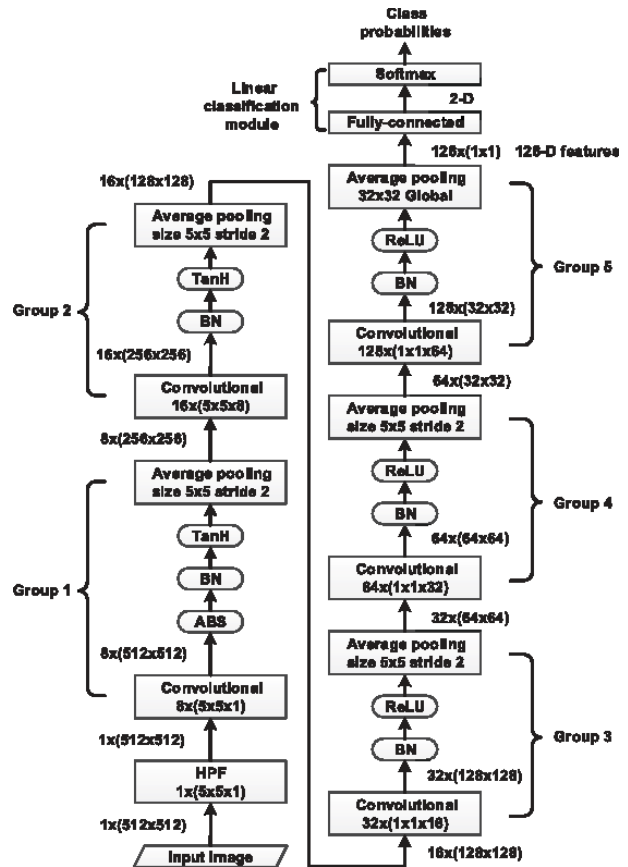 16x(128x128)
Average pooling
size 5x5 stride 2
TanH
BN
Group 2
16x(256x256)
Convolutional
16x(5x5x8)
8x(256x256)
Average pooling
size 5x5 stride 2
TanH
BN
Group 1
ABS
8x(512x512)
Convolutional
8x(5x5x1)
1x(512x512)
HPF
1x(5x5x1)
1x(512x512)
Input image
Class
probabilities
Softmax
Linear
classification
module
2-D
Fully-connected
128x(1x1) 128-D features
Average pooling
32x32 Global
ReLU
Group 5
BN
128x(32x32)
Convolutional
128x(1x1x64)
64x(32x32)
Average pooling
size 5x5 stride 2
ReLU
Group 4
BN
64x(64x64)
Convolutional
64x(1x1x32)
32x(64x64)
Average pooling
size 5x5 stride 2
ReLU
Group 3
BN
32x(128x128)
Convolutional
32x(1x1x16)
16x(128x128)